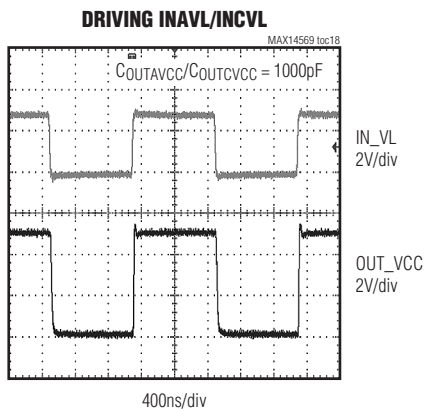 DRIVING INAVL/INCVL
MAX14569 toc18
COUTAVCC/COUTCVCC = 1000pF
IN_VL
2V/div
OUT_VCC
2V/div
400ns/div